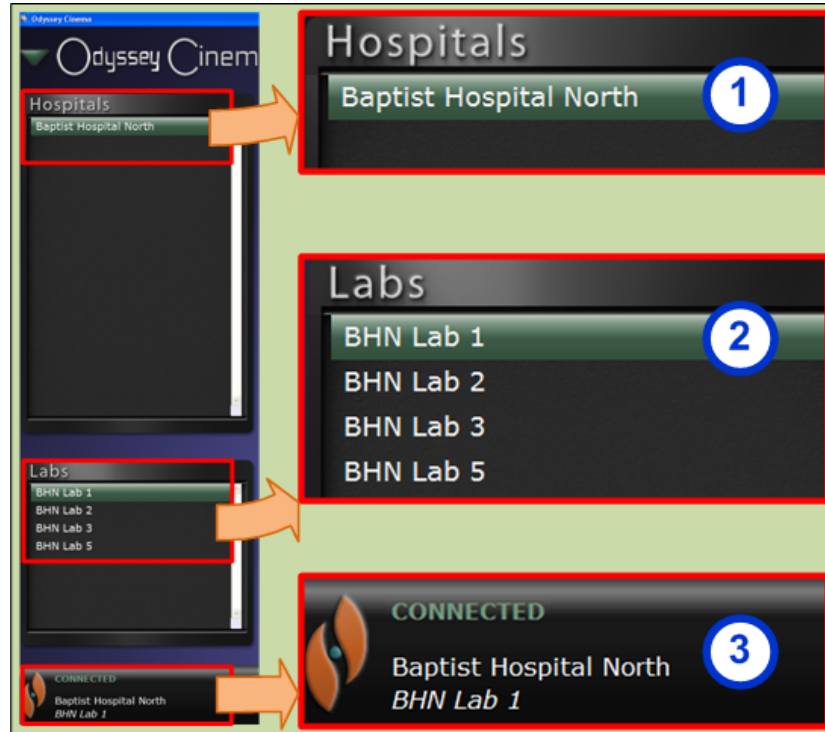 Odyssey Cinema
Odyssey Cinem
Hospitals
Baptist Hospital North
Labs
BHN Lab 1
BHN Lab 2
BHN Lab 3
BHN Lab 5
CONNECTED
Baptist Hospital North
BHN Lab 1
Hospitals
Baptist Hospital North
1
Labs
BHN Lab 1
2
BHN Lab 2
BHN Lab 3
BHN Lab 5
CONNECTED
3
Baptist Hospital North
BHN Lab 1